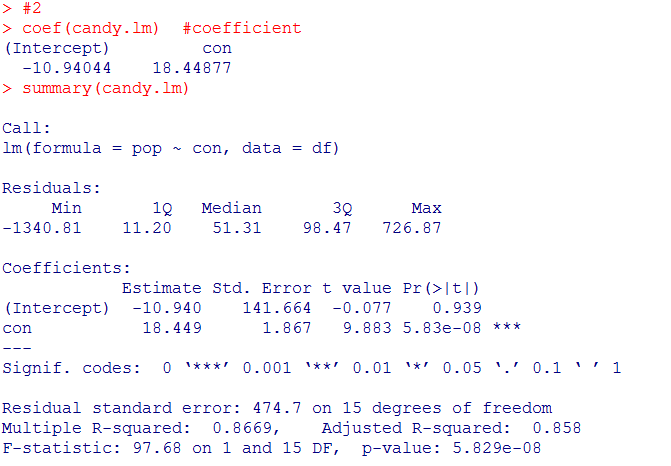 > #2
> coef(candy.lm)  #coefficient
(Intercept)         con
  -10.94044    18.44877
> summary(candy.lm)
Call:
lm(formula = pop ~ con, data = df)
Residuals:
     Min       1Q   Median       3Q      Max
-1340.81    11.20    51.31    98.47   726.87
Coefficients:
            Estimate Std. Error t value Pr(>|t|)
(Intercept)  -10.940    141.664  -0.077    0.939
con           18.449      1.867   9.883 5.83e-08 ***
---
Signif. codes:  0 ‘***’ 0.001 ‘**’ 0.01 ‘*’ 0.05 ‘.’ 0.1 ‘ ’ 1
Residual standard error: 474.7 on 15 degrees of freedom
Multiple R-squared:  0.8669,    Adjusted R-squared:  0.858
F-statistic: 97.68 on 1 and 15 DF,  p-value: 5.829e-08